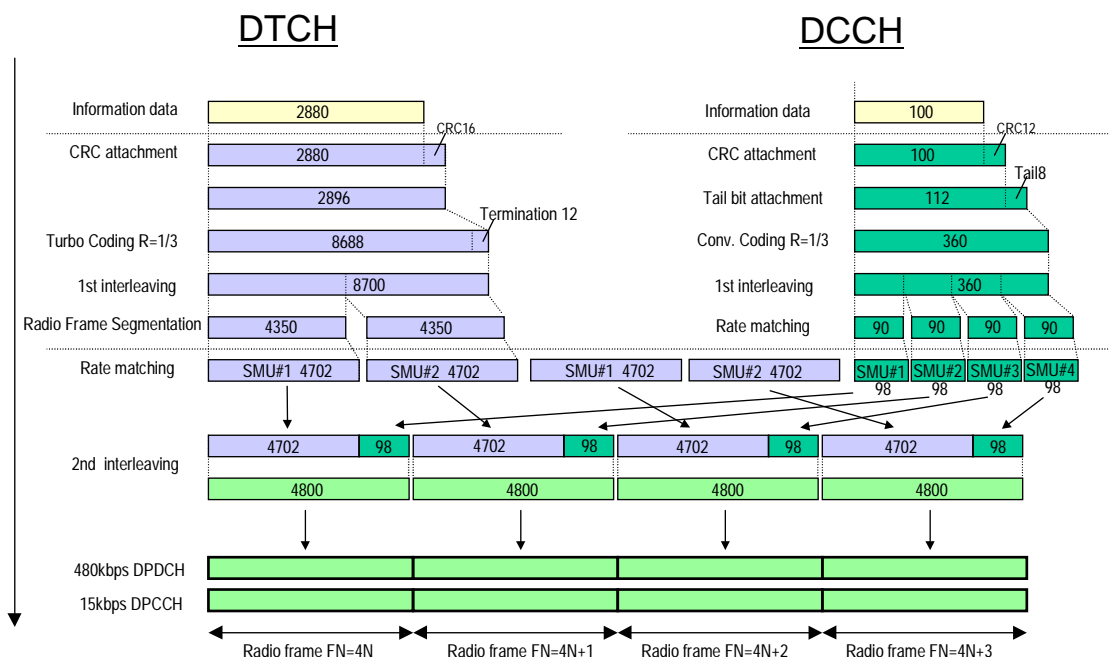 DTCH DCCH
Information data 2880 Information data 100
CRC16 CRC12
CRC attachment 2880 CRC attachment 100
Tail8
2896 Tail bit attachment 112
Termination 12
Turbo Coding R=1/3 8688 Conv. Coding R=1/3 360
1st interleaving 8700 1st interleaving 360
Radio Frame Segmentation 4350 4350 Rate matching 90 90 90 90
Rate matching SMU#1 4702 SMU#2 4702 SMU#1 4702 SMU#2 4702 SMU#1 SMU#2 SMU#3 SMU#4
98 98 98 98
4702 98 4702 98 4702 98 4702 98
2nd interleaving
4800 4800 4800 4800
480kbps DPDCH
15kbps DPCCH
Radio frame FN=4N Radio frame FN=4N+1 Radio frame FN=4N+2 Radio frame FN=4N+3